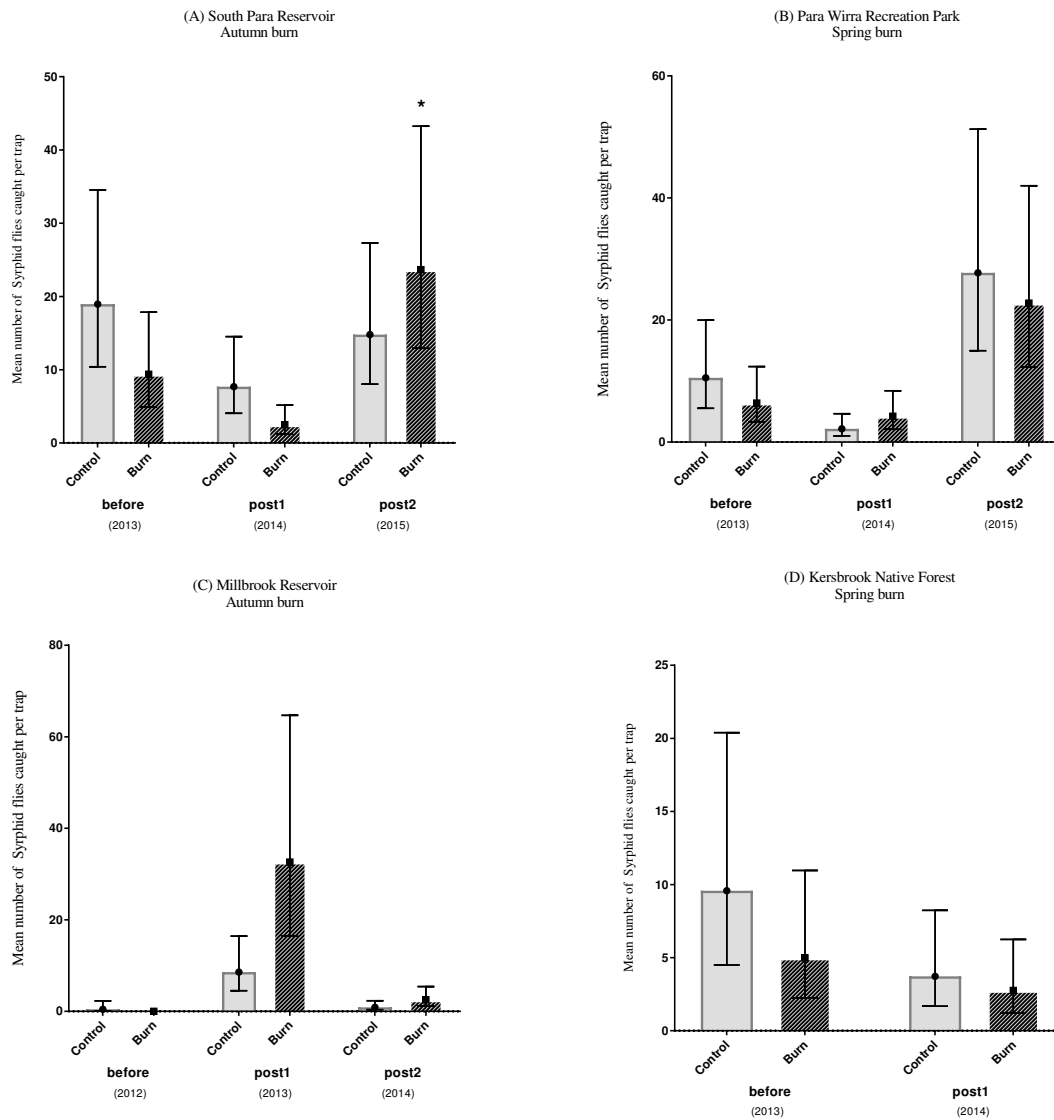 (A) South Para Reservoir
Autumn burn
Mean number of Syrphid flies caught per trap
50
40
30
20
10
0
*
Control
Burn
Control
Burn
Control
Burn
before
post1
post2
(2013)
(2014)
(2015)
(B) Para Wirra Recreation Park
Spring burn
Mean number of Syrphid flies caught per trap
60
40
20
0
Control
Burn
Control
Burn
Control
Burn
before
post1
post2
(2013)
(2014)
(2015)
(C) Millbrook Reservoir
Autumn burn
Mean number of Syrphid flies caught per trap
80
60
40
20
0
Control
Burn
Control
Burn
Control
Burn
before
post1
post2
(2012)
(2013)
(2014)
(D) Kersbrook Native Forest
Spring burn
Mean number of Syrphid flies caught per trap
25
20
15
10
5
0
Control
Burn
Control
Burn
before
post1
(2013)
(2014)